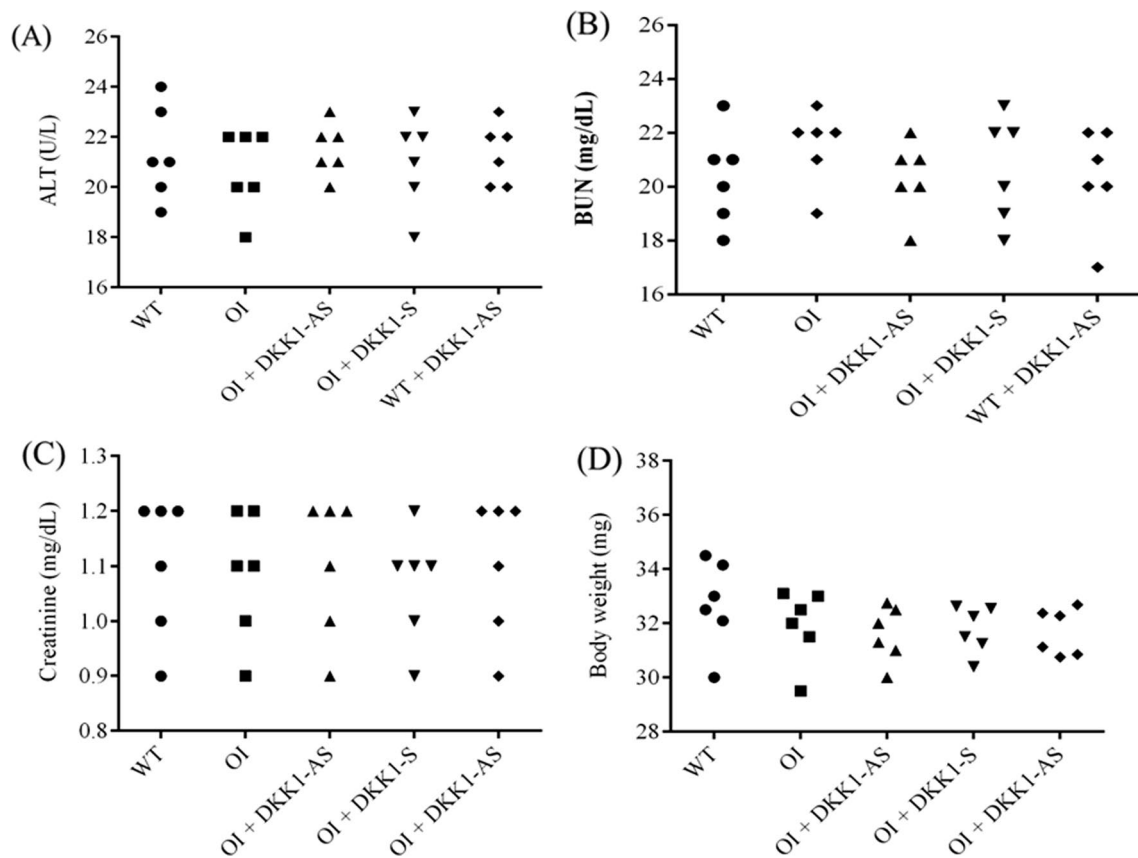 (A)
ALT (U/L)
26
24
22
20
18
16
WT
OI
OI + DKK1-AS
OI + DKK1-S
WT + DKK1-AS
(B)
BUN (mg/dL)
26
24
22
20
18
16
WT
OI
OI + DKK1-AS
OI + DKK1-S
WT + DKK1-AS
(C)
Creatinine (mg/dL)
1.3
1.2
1.1
1.0
0.9
0.8
WT
OI
OI + DKK1-AS
OI + DKK1-S
OI + DKK1-AS
(D)
Body weight (mg)
38
36
34
32
30
28
WT
OI
OI + DKK1-AS
OI + DKK1-S
OI + DKK1-AS